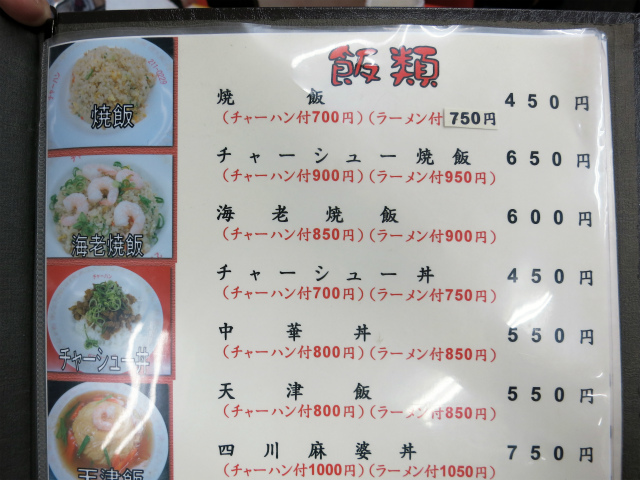 飯類
焼飯 450円
(チャーハン付700円)(ラーメン付750円
チャーシュー焼飯 650円
(チャーハン付900円)(ラーメン付950円)
海老焼飯 600円
(チャーハン付850円)(ラーメン付900円)
チャーシュー丼 450円
(チャーハン付700円)(ラーメン付750円)
中華丼 550円
(チャーハン付800円)(ラーメン付850円)
天津飯 550円
(チャーハン付800円)(ラーメン付850円)
四川麻婆丼 750円
(チャーハン付1000円)(ラーメン付1050円)
焼飯
海老焼飯
チャーシュー丼
天津飯